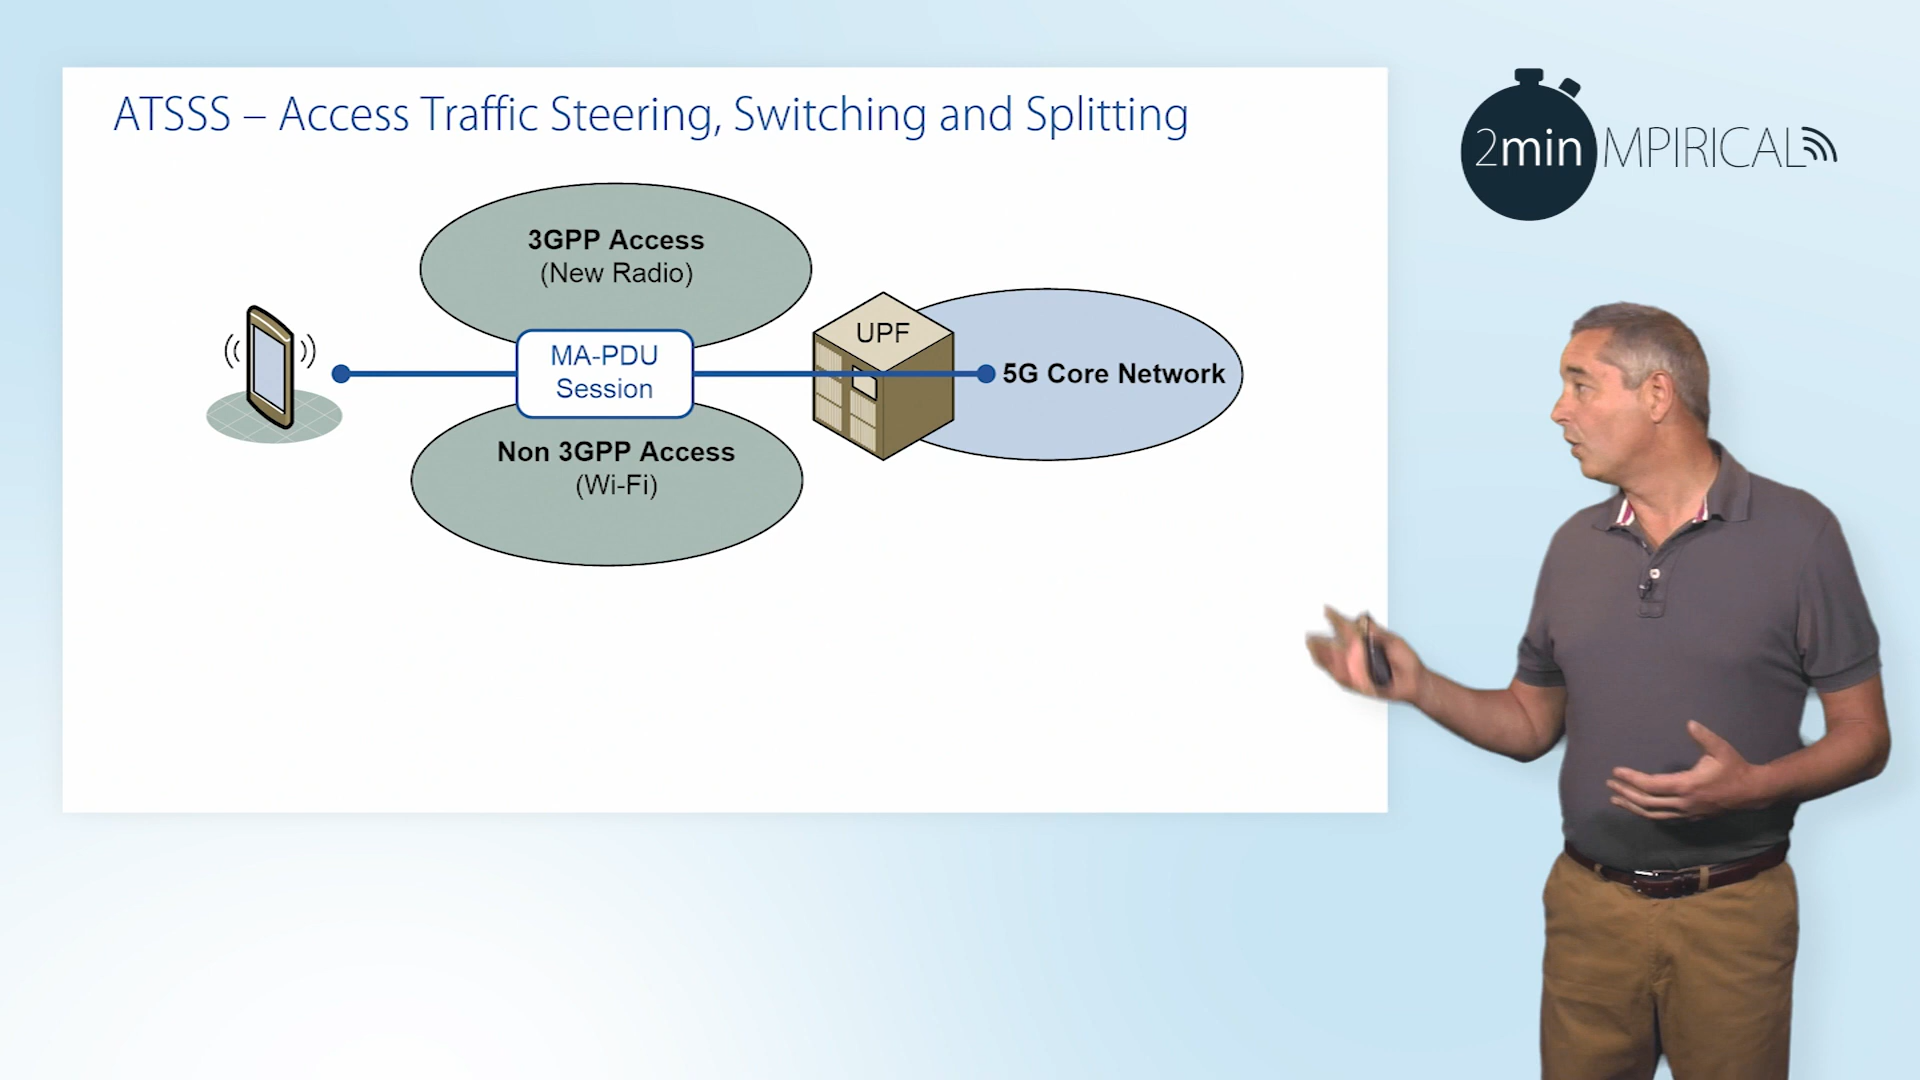 ATSSS – Access Traffic Steering, Switching and Splitting
2min MPIRICAL
3GPP Access
(New Radio)
UPF
MA-PDU
Session
5G Core Network
Non 3GPP Access
(Wi-Fi)